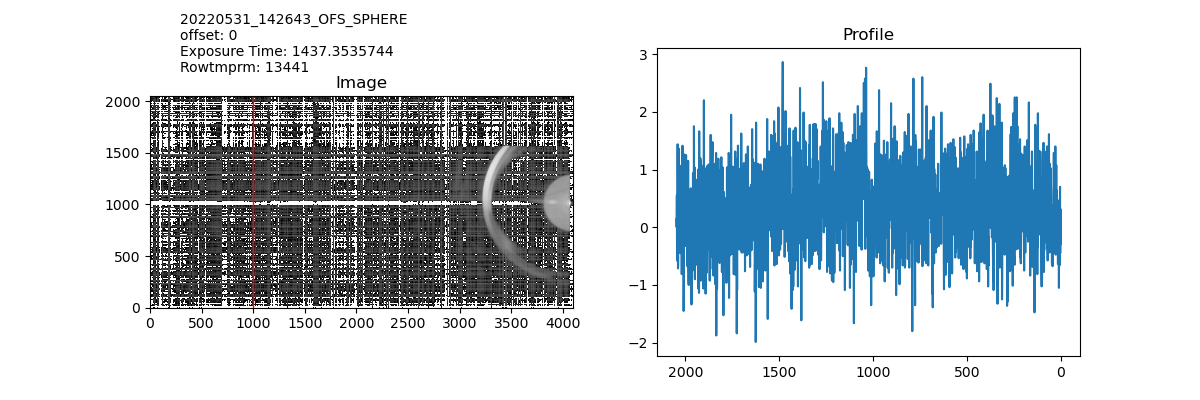 20220531_142643_OFS_SPHERE
offset: 0
Exposure Time: 1437.3535744
Rowtmprm: 13441
Image
2000
1500
1000
500
0
0 500 1000 1500 2000 2500 3000 3500 4000
Profile
3
2
1
0
−1
−2
2000 1500 1000 500 0